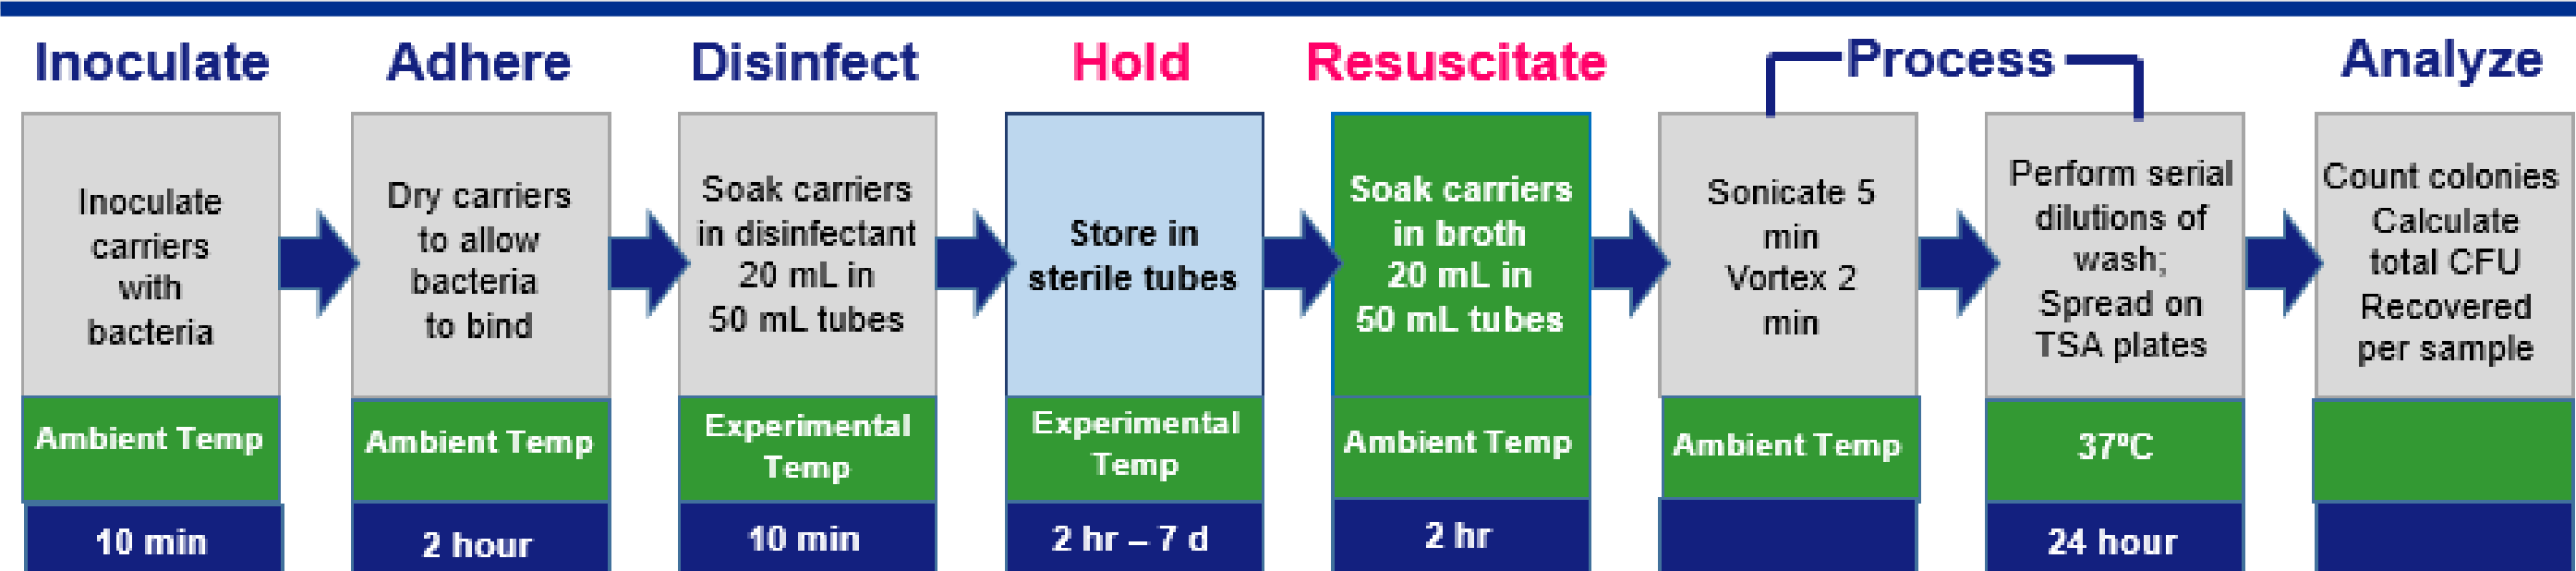 Inoculate
Adhere
Disinfect
Hold
Resuscitate
Process
Analyze
Inoculate
carriers
with
bacteria
Dry carriers
to allow
bacteria
to bind
Soak carriers
in disinfectant
20 mL in
50 mL tubes
Store in
sterile tubes
Soak carriers
in broth
20 mL in
50 mL tubes
Sonicate 5
min
Vortex 2
min
Perform serial
dilutions of
wash;
Spread on
TSA plates
Count colonies
Calculate
total CFU
Recovered
per sample
Ambient Temp
Ambient Temp
Experimental
Temp
Experimental
Temp
Ambient Temp
Ambient Temp
37ºC
10 min
2 hour
10 min
2 hr – 7 d
2 hr
24 hour